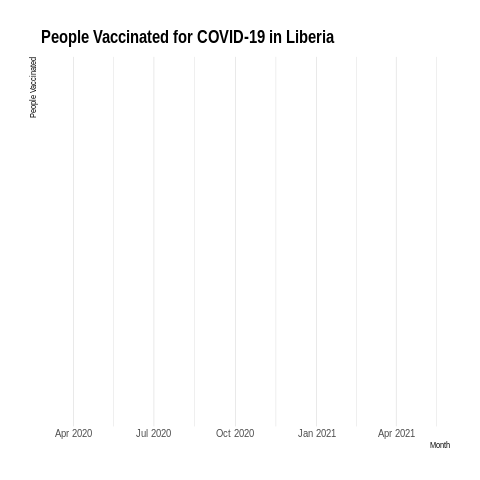 People Vaccinated for COVID-19 in Liberia
People Vaccinated
Apr 2020 Jul 2020 Oct 2020 Jan 2021 Apr 2021
Month